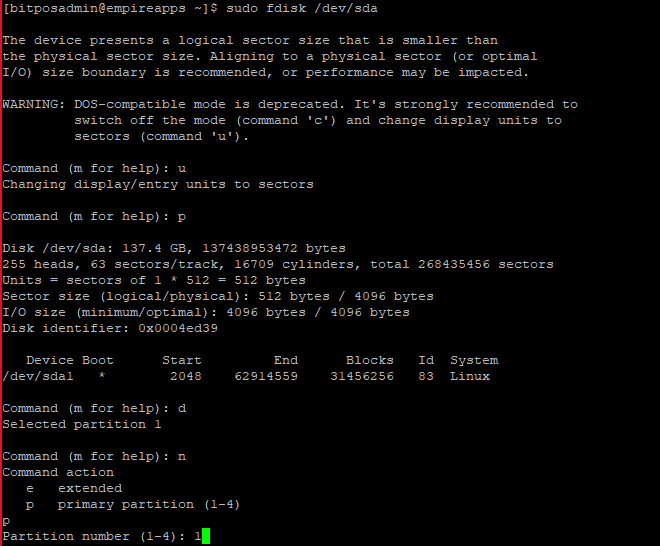 [bitposadmin@empireapps ~]$ sudo fdisk /dev/sda
The device presents a logical sector size that is smaller than
the physical sector size. Aligning to a physical sector (or optimal
I/O) size boundary is recommended, or performance may be impacted.
WARNING: DOS-compatible mode is deprecated. It's strongly recommended to
switch off the mode (command 'c') and change display units to
sectors (command 'u').
Command (m for help): u
Changing display/entry units to sectors
Command (m for help): p
Disk /dev/sda: 137.4 GB, 137438953472 bytes
255 heads, 63 sectors/track, 16709 cylinders, total 268435456 sectors
Units = sectors of 1 * 512 = 512 bytes
Sector size (logical/physical): 512 bytes / 4096 bytes
I/O size (minimum/optimal): 4096 bytes / 4096 bytes
Disk identifier: 0x0004ed39
Device Boot Start End Blocks Id System
/dev/sda1 * 2048 62914559 31456256 83 Linux
Command (m for help): d
Selected partition 1
Command (m for help): n
Command action
e extended
p primary partition (1-4)
p
Partition number (1-4): 1